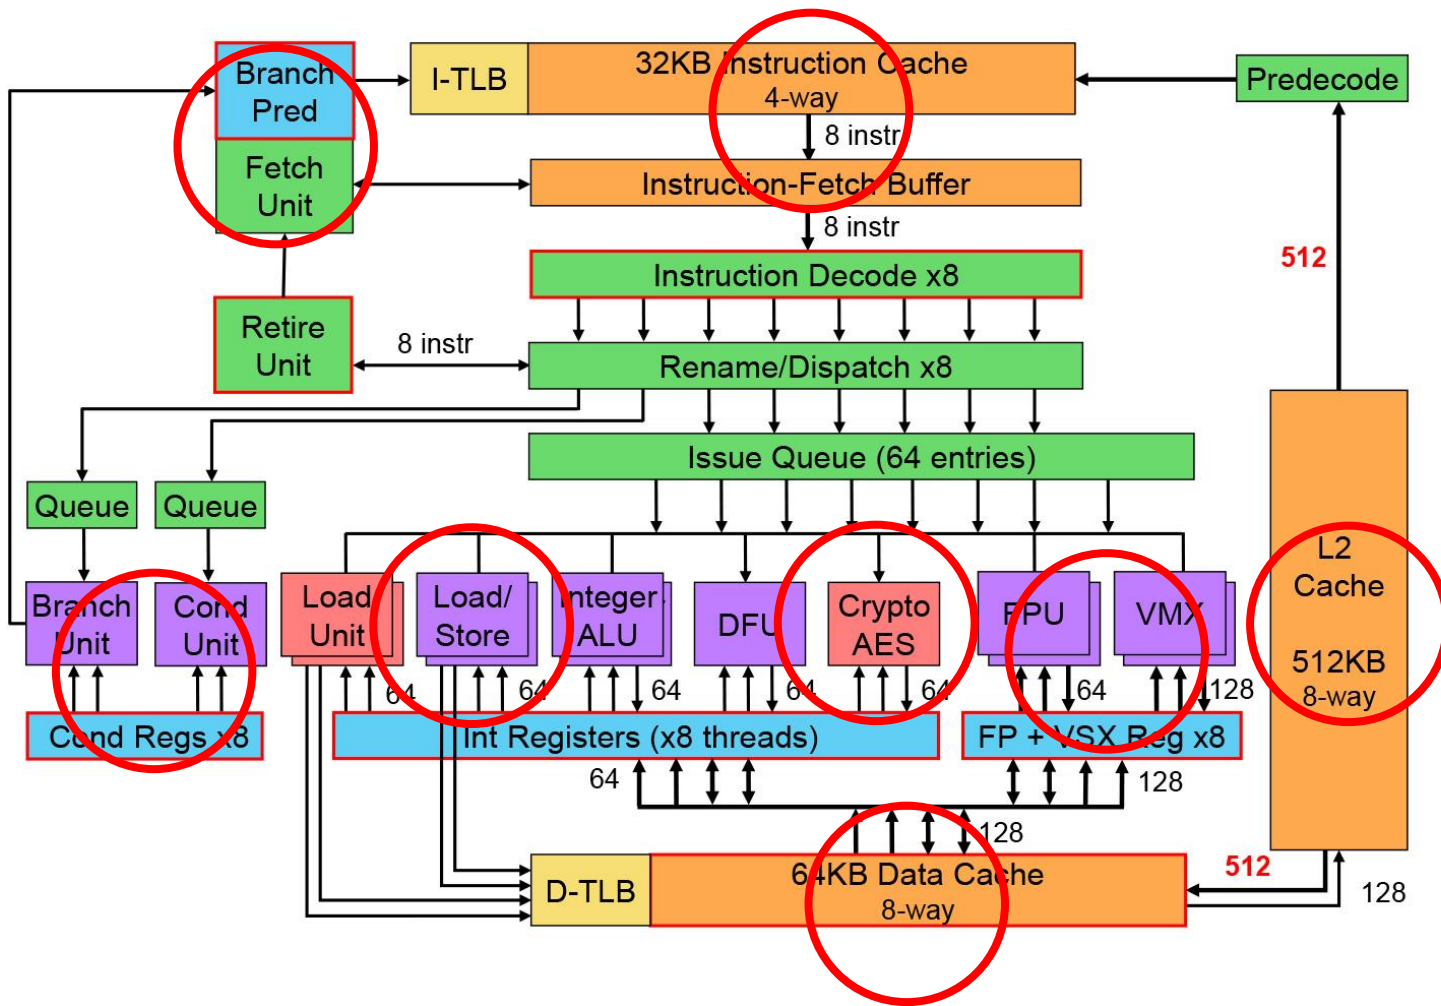 Branch
Pred
I-TLB
32KB Instruction Cache
4-way
Predecode
8 instr
Fetch
Unit
Instruction-Fetch Buffer
8 instr
512
Instruction Decode x8
Retire
Unit
8 instr
Rename/Dispatch x8
Issue Queue (64 entries)
Queue
Queue
L2
Cache
512KB
8-way
Branch
Unit
Cond
Unit
Load
Unit
Load/
Store
Integer
ALU
DFU
Crypto
AES
FPU
VMX
64
64
64
64
64
64
128
Cond Regs x8
Int Registers (x8 threads)
FP + VSX Reg x8
64
128
128
D-TLB
64KB Data Cache
8-way
512
128